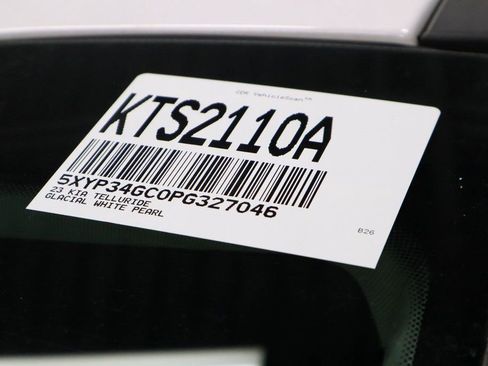 CDK VehicleScan™
KTS2110A
5XYP34GC0PG327046
23 KIA TELLURIDE
GLACIAL WHITE PEARL
B26